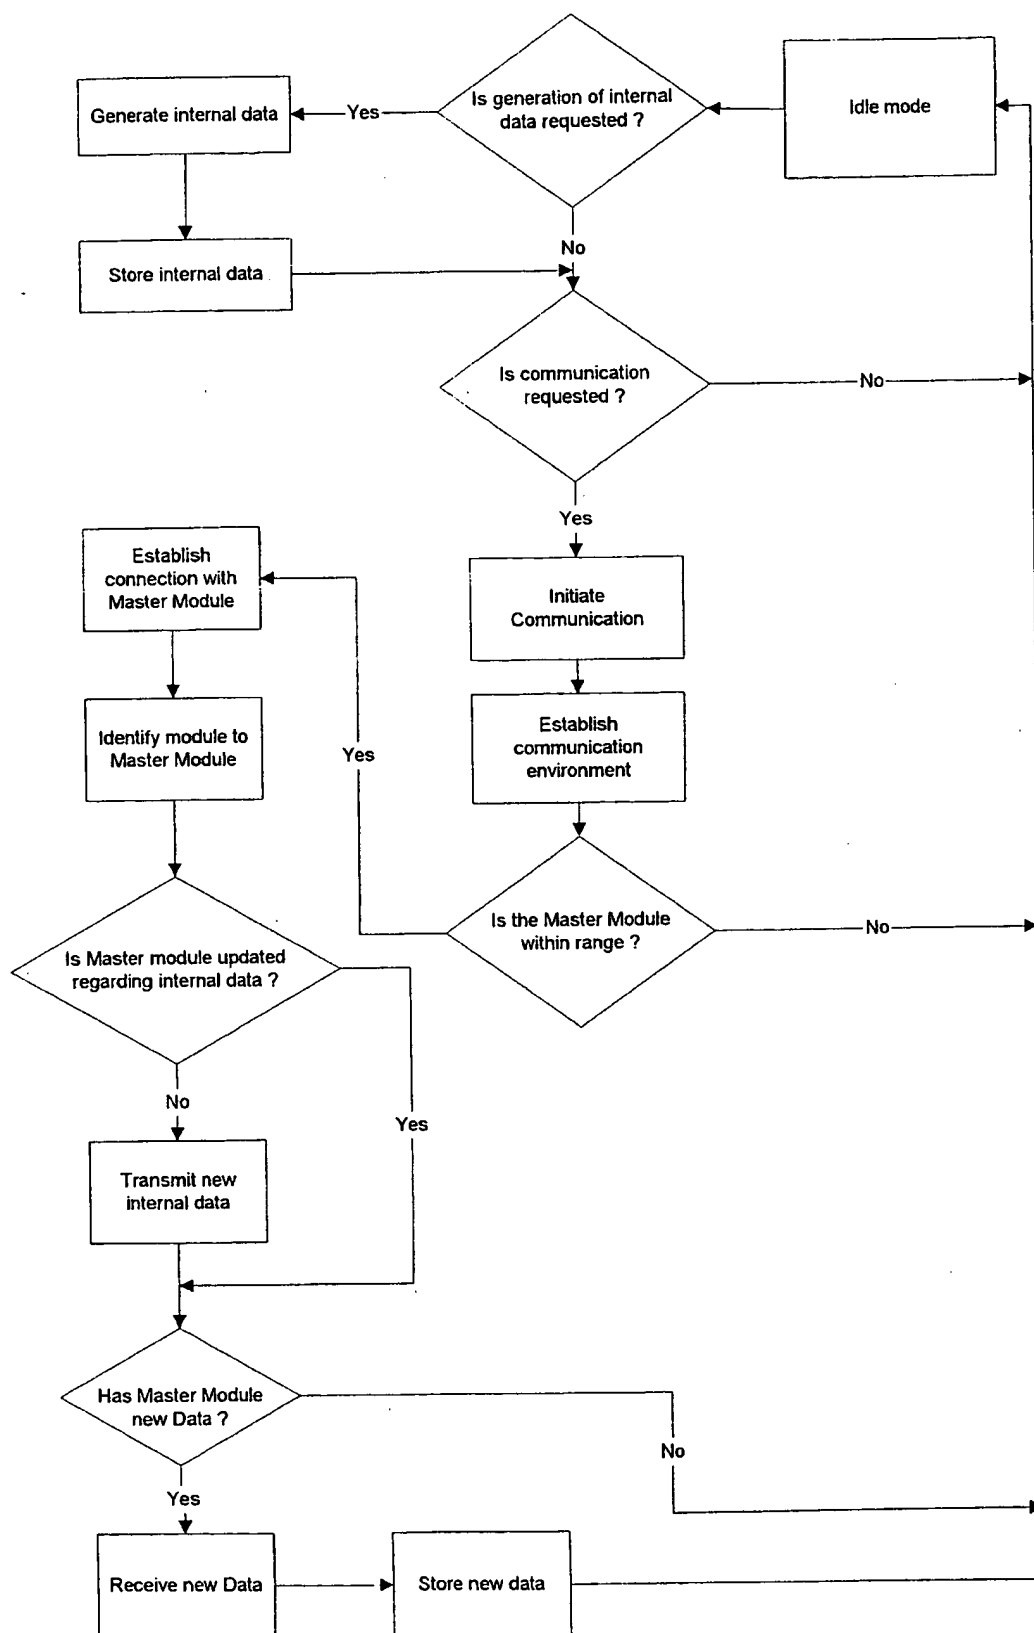 Is generation of internal
data requested ?
Idle mode
Yes
Generate internal data
No
Store internal data
Is communication
requested ?
No
Yes
Establish
connection with
Master Module
Initiate
Communication
Identify module to
Master Module
Yes
Establish
communication
environment
Is the Master Module
within range ?
No
Is Master module updated
regarding internal data ?
No
Yes
Transmit new
internal data
Has Master Module
new Data ?
No
Yes
Receive new Data
Store new data